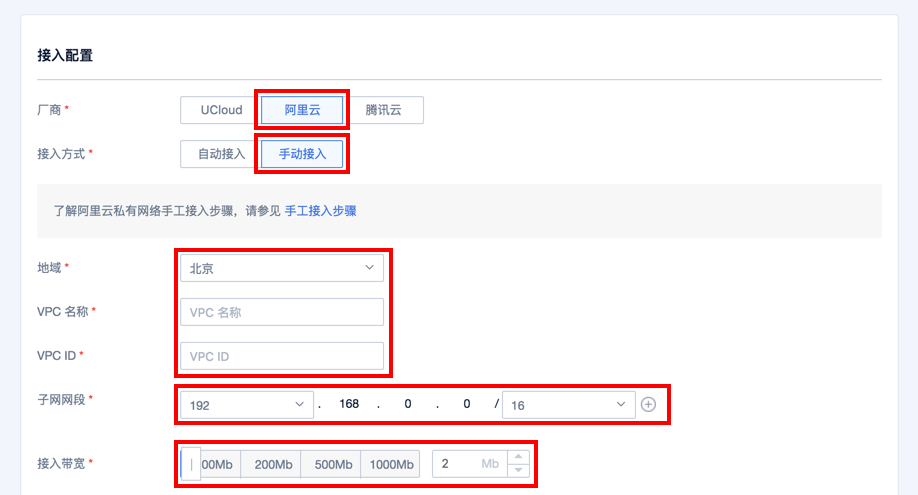 接入配置
厂商 * UCloud 阿里云 腾讯云
接入方式 * 自动接入 手动接入
了解阿里云私有网络手工接入步骤，请参见 手工接入步骤
地域 * 北京
VPC 名称 * VPC 名称
VPC ID * VPC ID
子网网段 * 192 . 168 . 0 . 0 / 16
接入带宽 * 00Mb 200Mb 500Mb 1000Mb 2 Mb